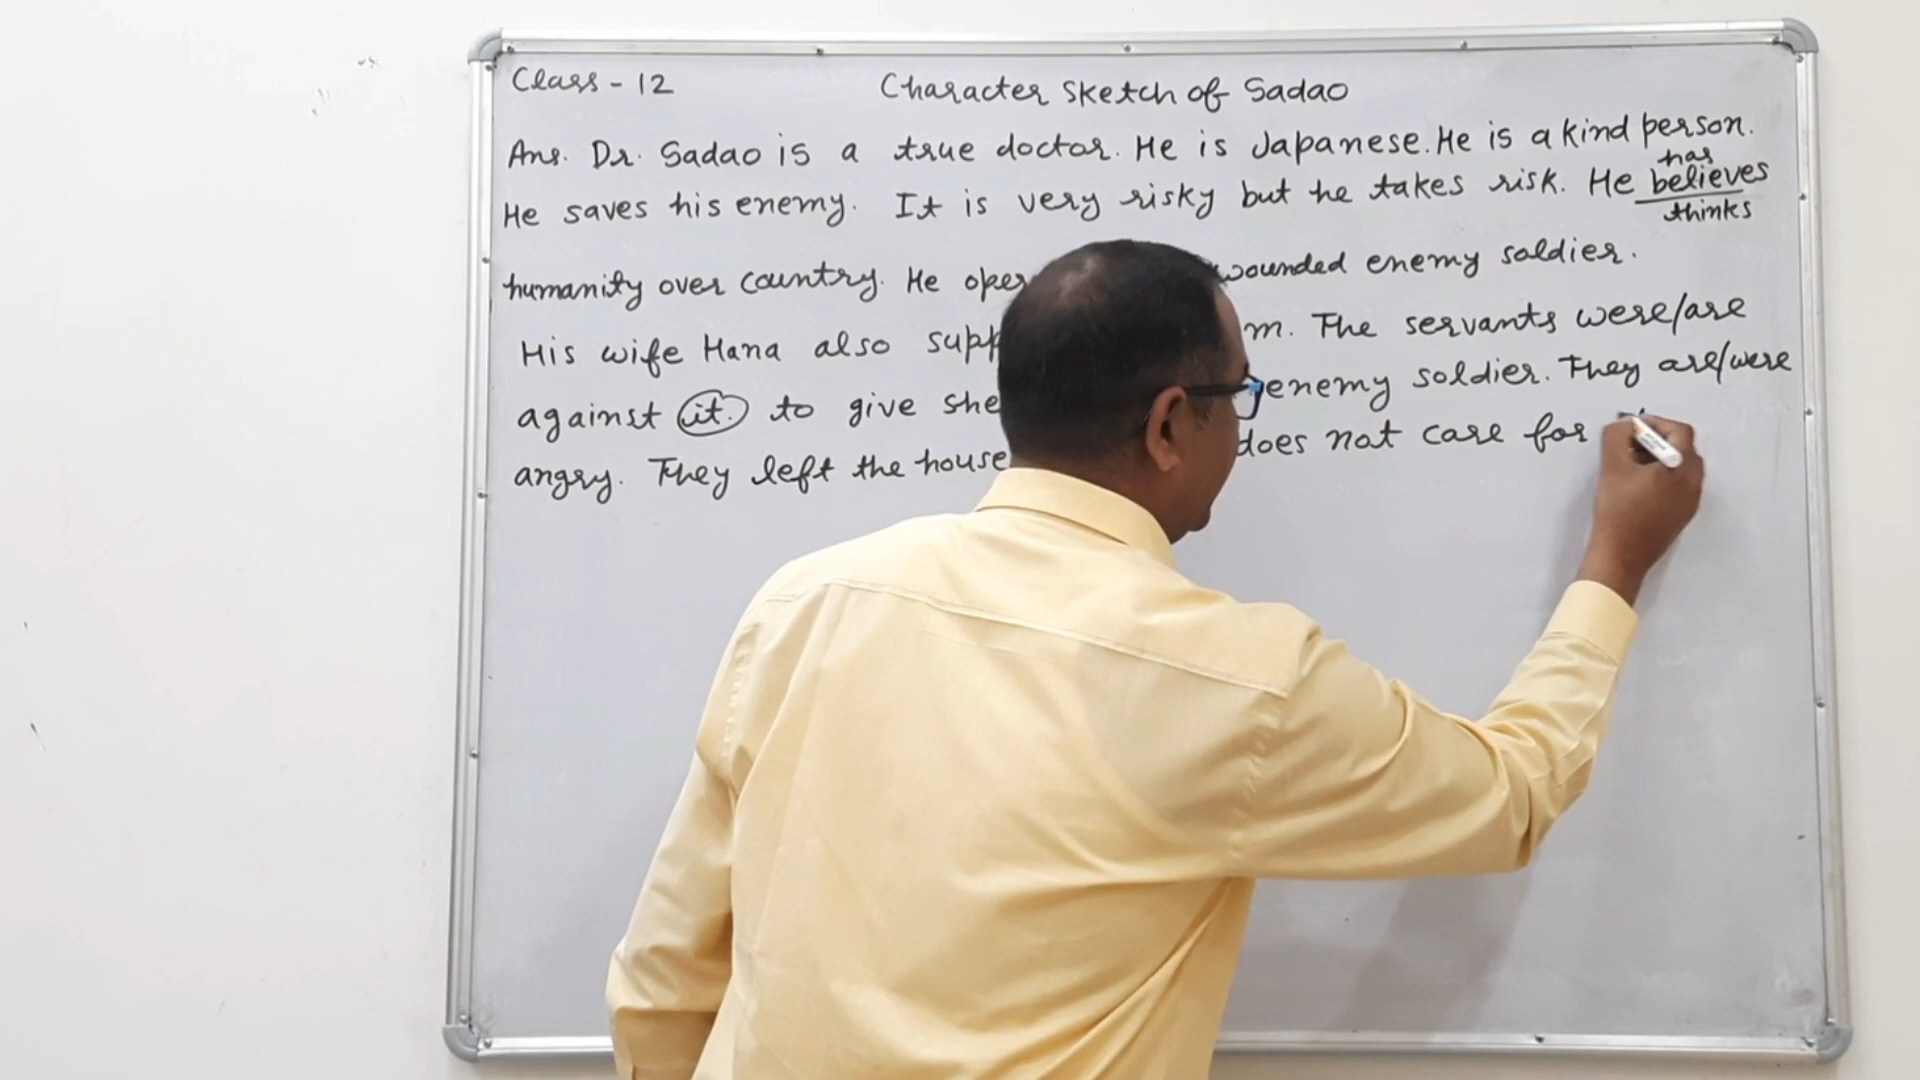 Class - 12 Character Sketch of Sadao
Ans. Dr. Sadao is a true doctor. He is Japanese. He is a kind person.
has
He saves his enemy. It is very risky but he takes risk. He believes
thinks
humanity over country. He wounded enemy soldier.
His wife Hana also The servants were/are
against it. to give enemy soldier. They are/were
angry. They left the house does not care for